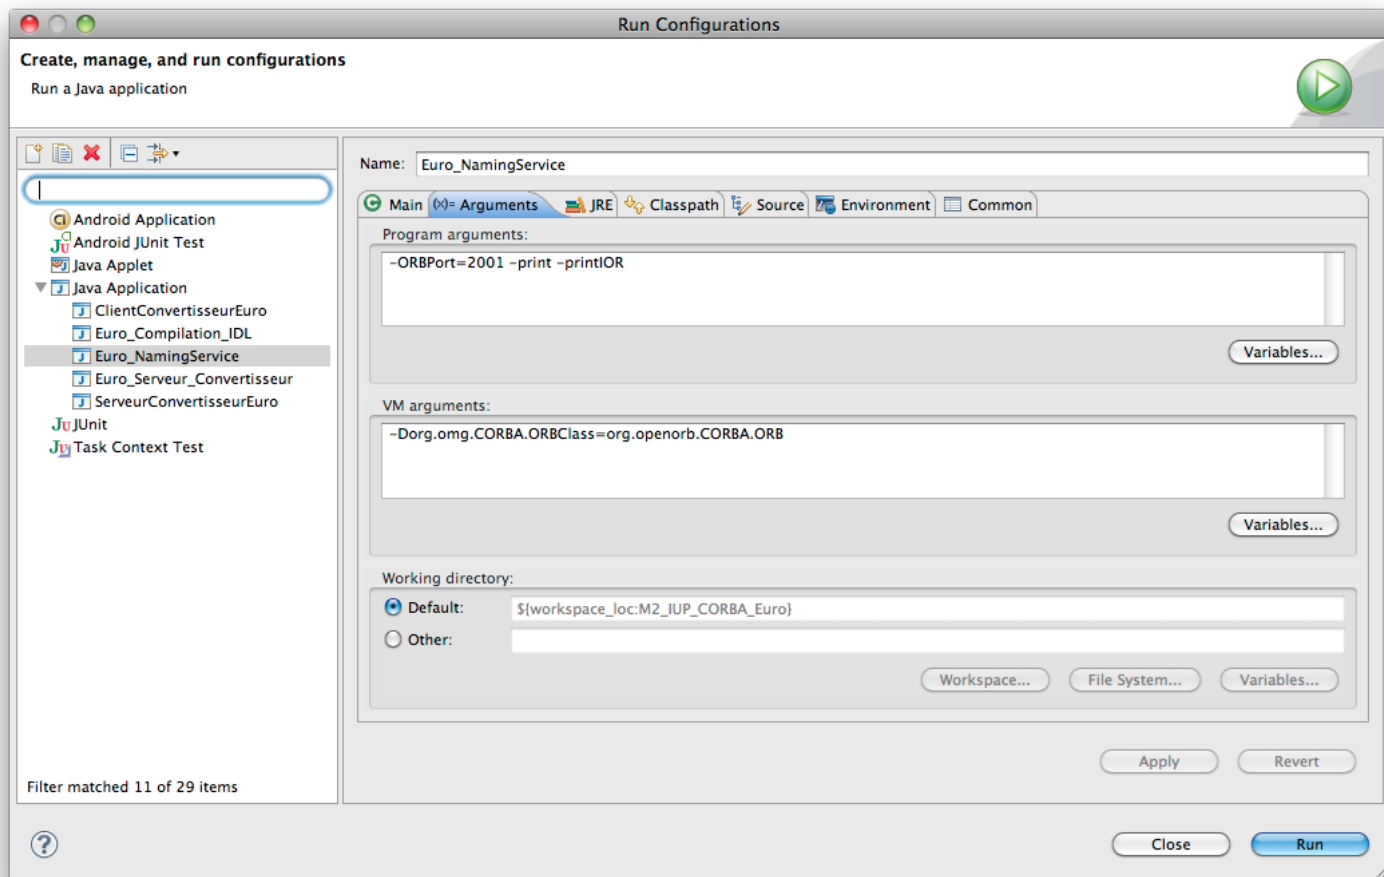 Run Configurations
Create, manage, and run configurations
Run a Java application
Name: Euro_NamingService
Main (x)= Arguments JRE Classpath Source Environment Common
Android Application
Android JUnit Test
Java Applet
Java Application
ClientConvertisseurEuro
Euro_Compilation_IDL
Euro_NamingService
Euro_Serveur_Convertisseur
ServeurConvertisseurEuro
JUnit
Task Context Test
Filter matched 11 of 29 items
Program arguments:
-ORBPort=2001 -print -printIOR
Variables...
VM arguments:
-Dorg.omg.CORBA.ORBClass=org.openorb.CORBA.ORB
Variables...
Working directory:
Default: ${workspace_loc:M2_IUP_CORBA_Euro}
Other:
Workspace... File System... Variables...
Apply Revert
? Close Run